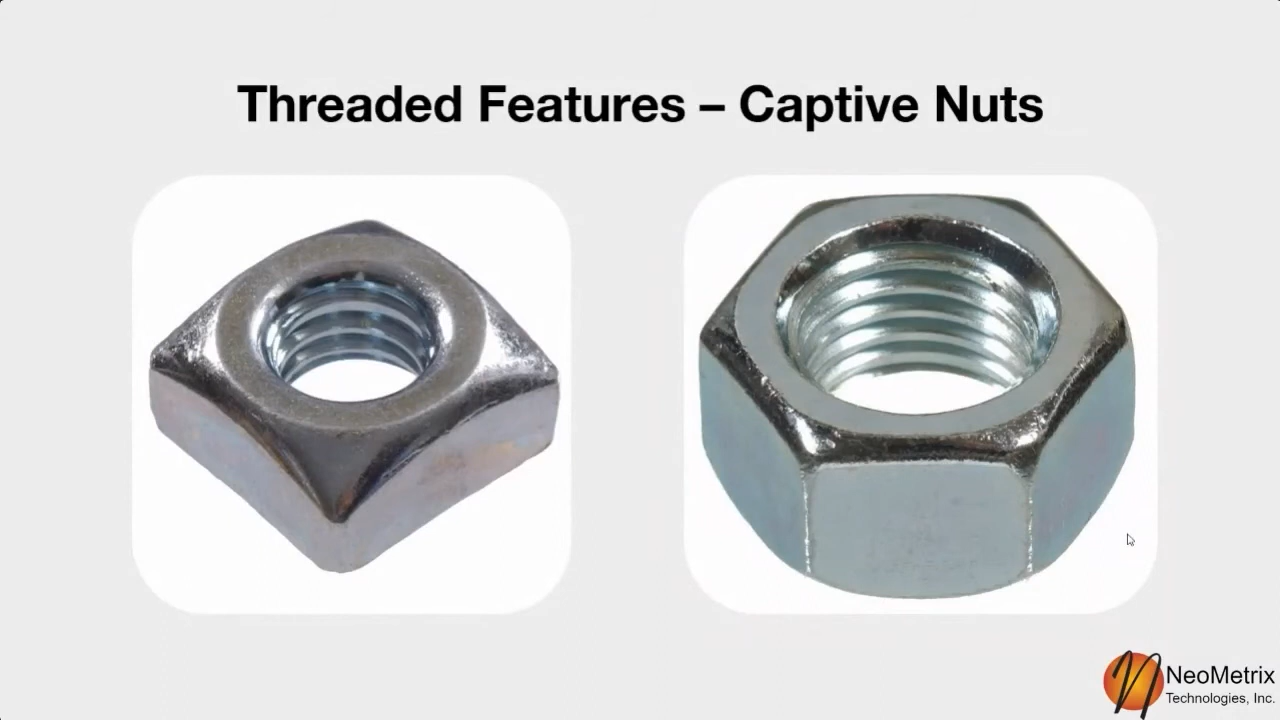 Threaded Features – Captive Nuts
NeoMetrix
Technologies, Inc.